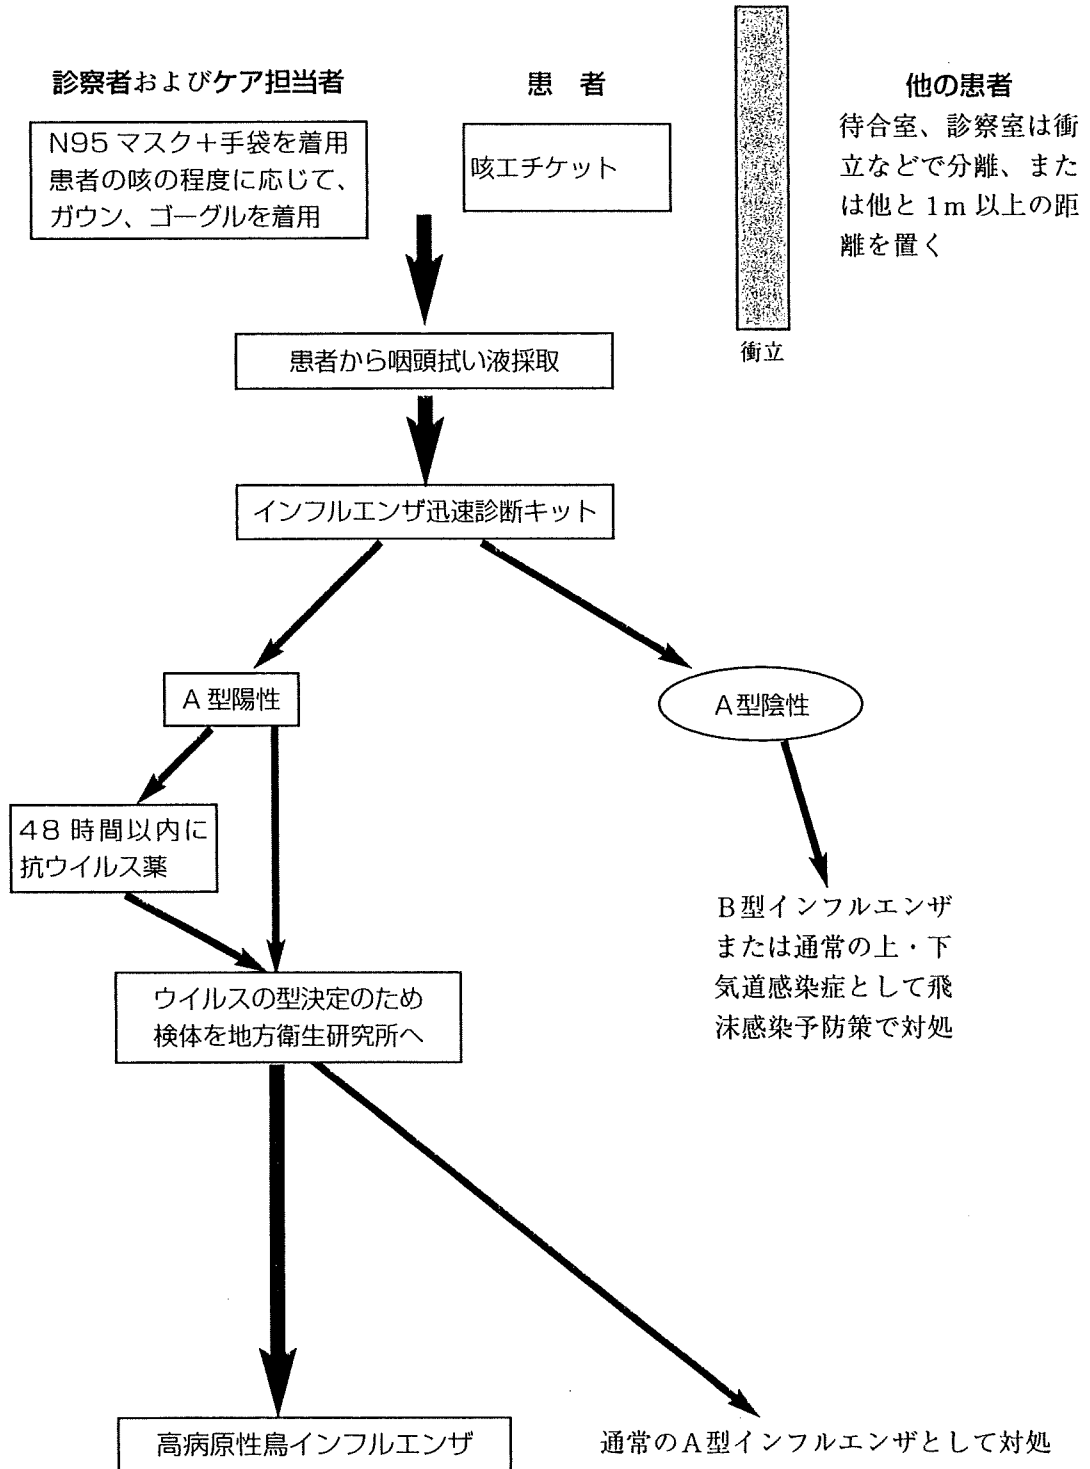 診察者およびケア担当者
N95 マスク＋手袋を着用
患者の咳の程度に応じて、
ガウン、ゴーグルを着用
患　者
咳エチケット
他の患者
待合室、診察室は衝
立などで分離、また
は他と 1m 以上の距
離を置く
衝立
患者から咽頭拭い液採取
インフルエンザ迅速診断キット
A 型陽性
A型陰性
48 時間以内に
抗ウイルス薬
B型インフルエンザ
または通常の上・下
気道感染症として飛
沫感染予防策で対処
ウイルスの型決定のため
検体を地方衛生研究所へ
高病原性鳥インフルエンザ
通常のA型インフルエンザとして対処